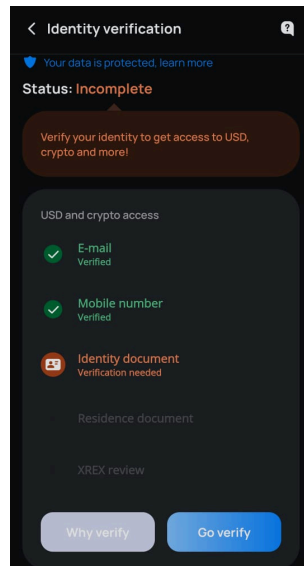 Identity verification
Your data is protected, learn more
Status: Incomplete
Verify your identity to get access to USD,
crypto and more!
USD and crypto access
E-mail
Verified
Mobile number
Verified
Identity document
Verification needed
Residence document
XREX review
Why verify
Go verify